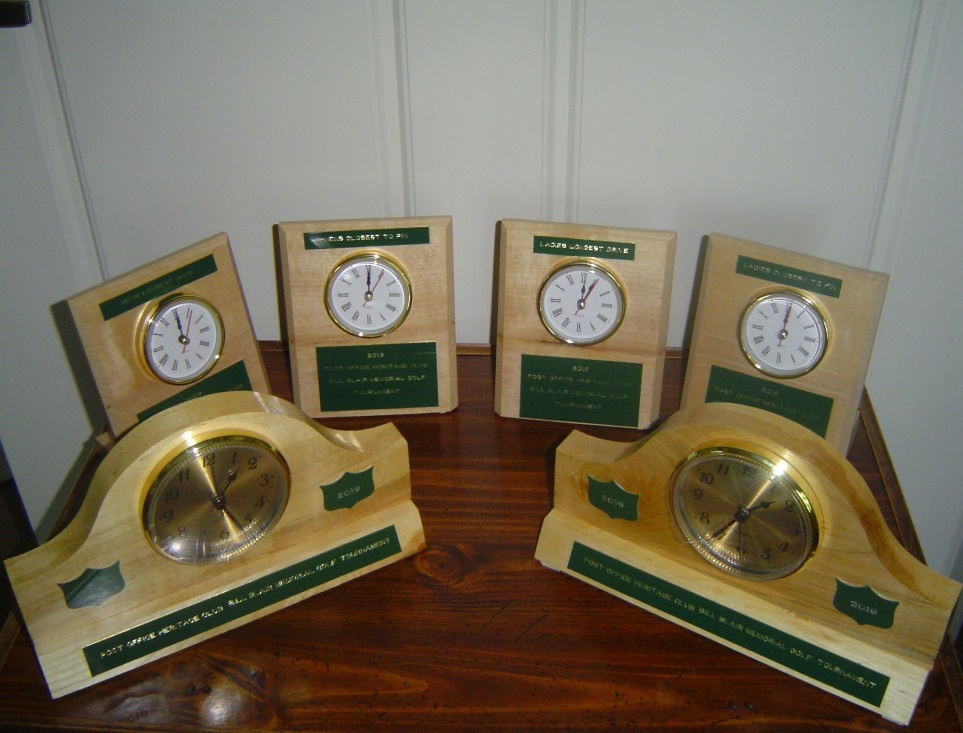 MENS LONGEST DRIVE
MENS CLOSEST TO PIN
2019
POST OFFICE HERITAGE CLUB
BILL BLAIR MEMORIAL GOLF
TOURNAMENT
LADIES LONGEST DRIVE
2019
POST OFFICE HERITAGE CLUB
BILL BLAIR MEMORIAL GOLF
TOURNAMENT
LADIES CLOSEST TO PIN
2019
POST OFFICE HERITAGE
2019
POST OFFICE HERITAGE CLUB BILL BLAIR MEMORIAL GOLF TOURNAMENT
2019
2019
POST OFFICE HERITAGE CLUB BILL BLAIR MEMORIAL GOLF TOURNAMENT